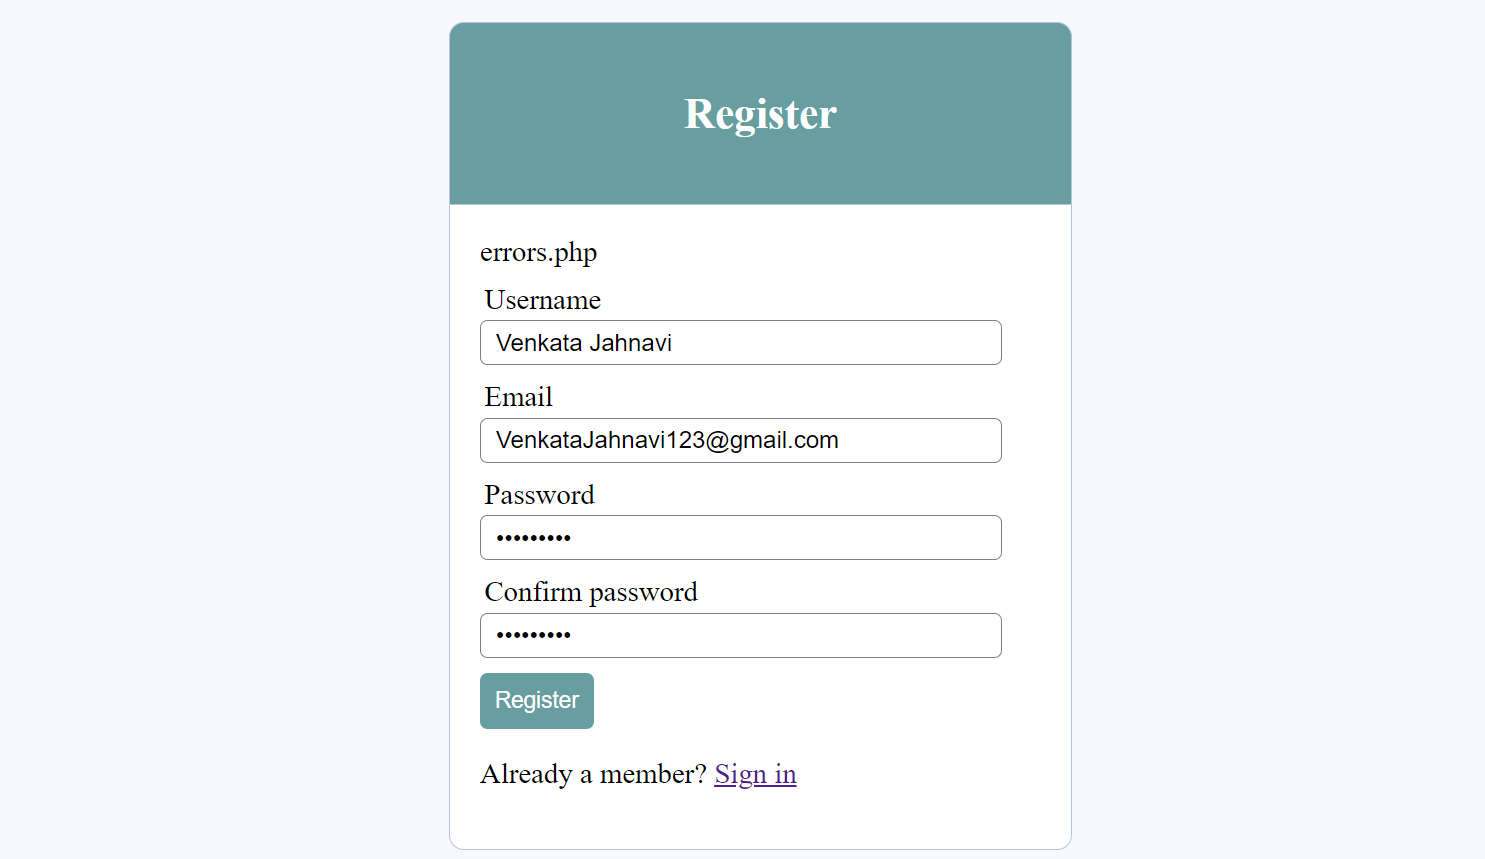 Register
errors.php
Username
Venkata Jahnavi
Email
VenkataJahnavi123@gmail.com
Password
•••••••••
Confirm password
•••••••••
Register
Already a member? Sign in